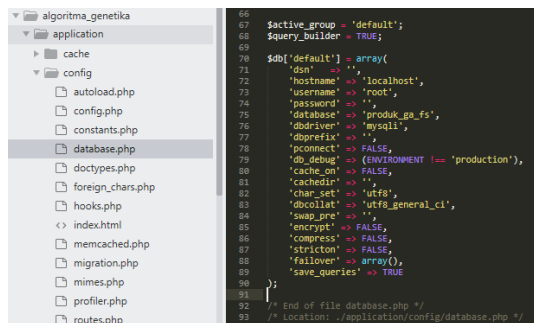 algoritma_genetika
application
cache
config
autoload.php
config.php
constants.php
database.php
doctypes.php
foreign_chars.php
hooks.php
index.html
memcached.php
migration.php
mimes.php
profiler.php
routes.php
66
67 $active_group = 'default';
68 $query_builder = TRUE;
69
70 $db['default'] = array(
71 'dsn' => '',
72 'hostname' => 'localhost',
73 'username' => 'root',
74 'password' => '',
75 'database' => 'produk_ga_fs',
76 'dbdriver' => 'mysqli',
77 'dbprefix' => '',
78 'pconnect' => FALSE,
79 'db_debug' => (ENVIRONMENT !== 'production'),
80 'cache_on' => FALSE,
81 'cachedir' => '',
82 'char_set' => 'utf8',
83 'dbcollat' => 'utf8_general_ci',
84 'swap_pre' => '',
85 'encrypt' => FALSE,
86 'compress' => FALSE,
87 'stricton' => FALSE,
88 'failover' => array(),
89 'save_queries' => TRUE
90 );
91
92 /* End of file database.php */
93 /* Location: ./application/config/database.php */